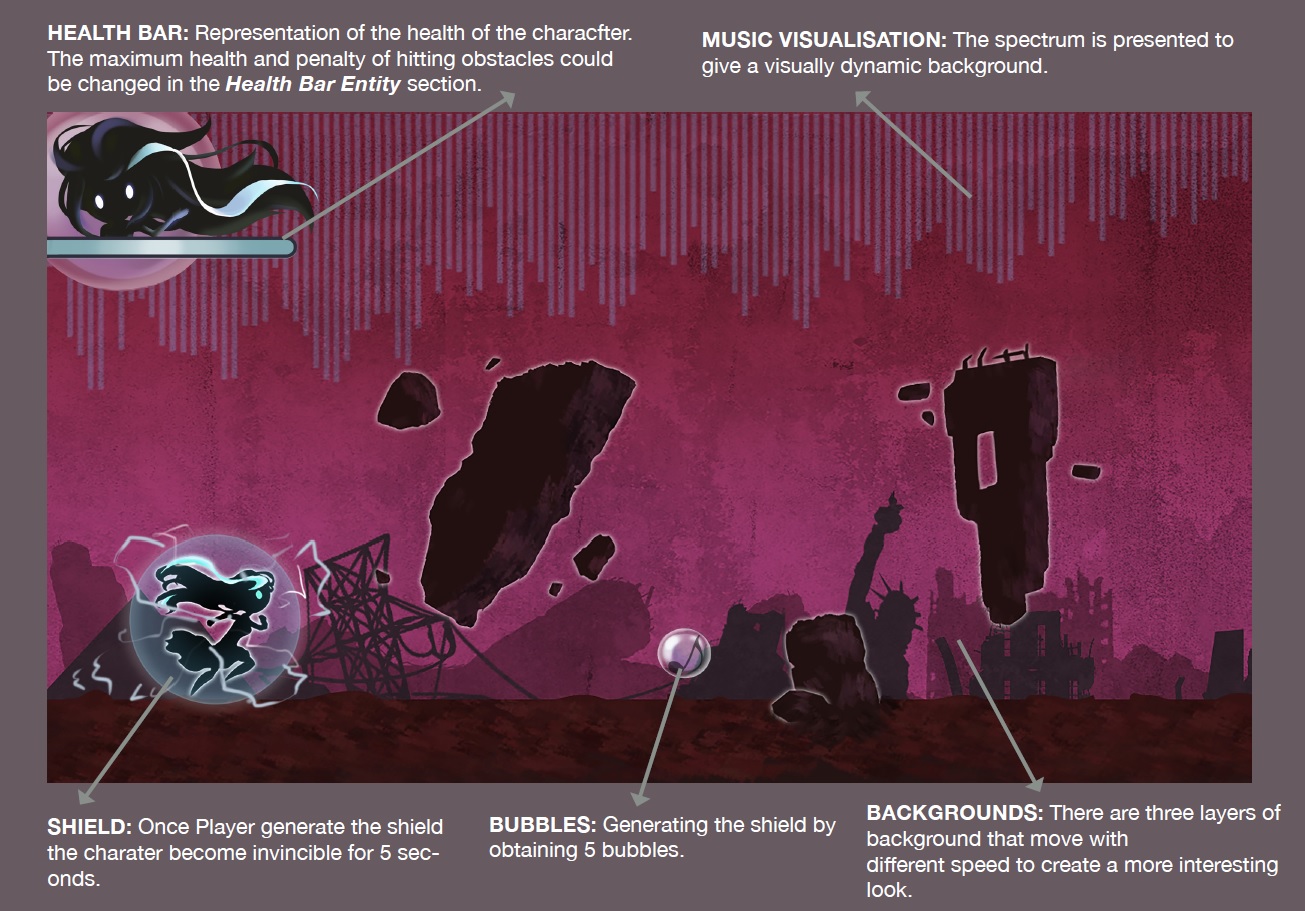 HEALTH BAR: Representation of the health of the characfter.
The maximum health and penalty of hitting obstacles could
be changed in the Health Bar Entity section.
MUSIC VISUALISATION: The spectrum is presented to
give a visually dynamic background.
SHIELD: Once Player generate the shield
the charater become invincible for 5 sec-
onds.
BUBBLES: Generating the shield by
obtaining 5 bubbles.
BACKGROUNDS: There are three layers of
background that move with
different speed to create a more interesting
look.